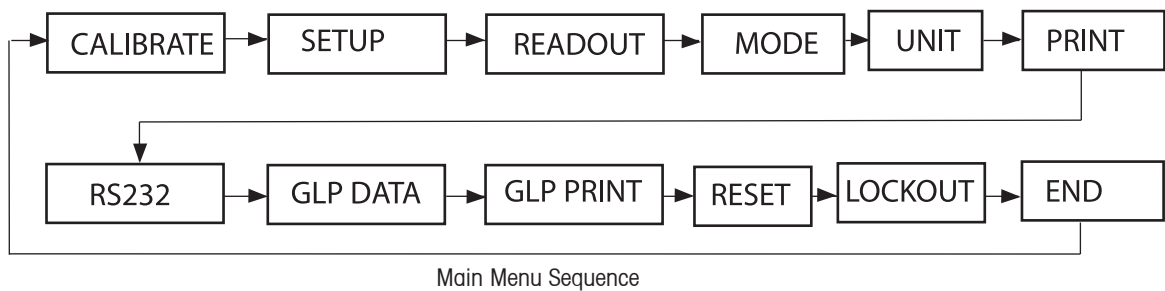 CALIBRATE SETUP READOUT MODE UNIT PRINT
RS232 GLP DATA GLP PRINT RESET LOCKOUT END
Main Menu Sequence